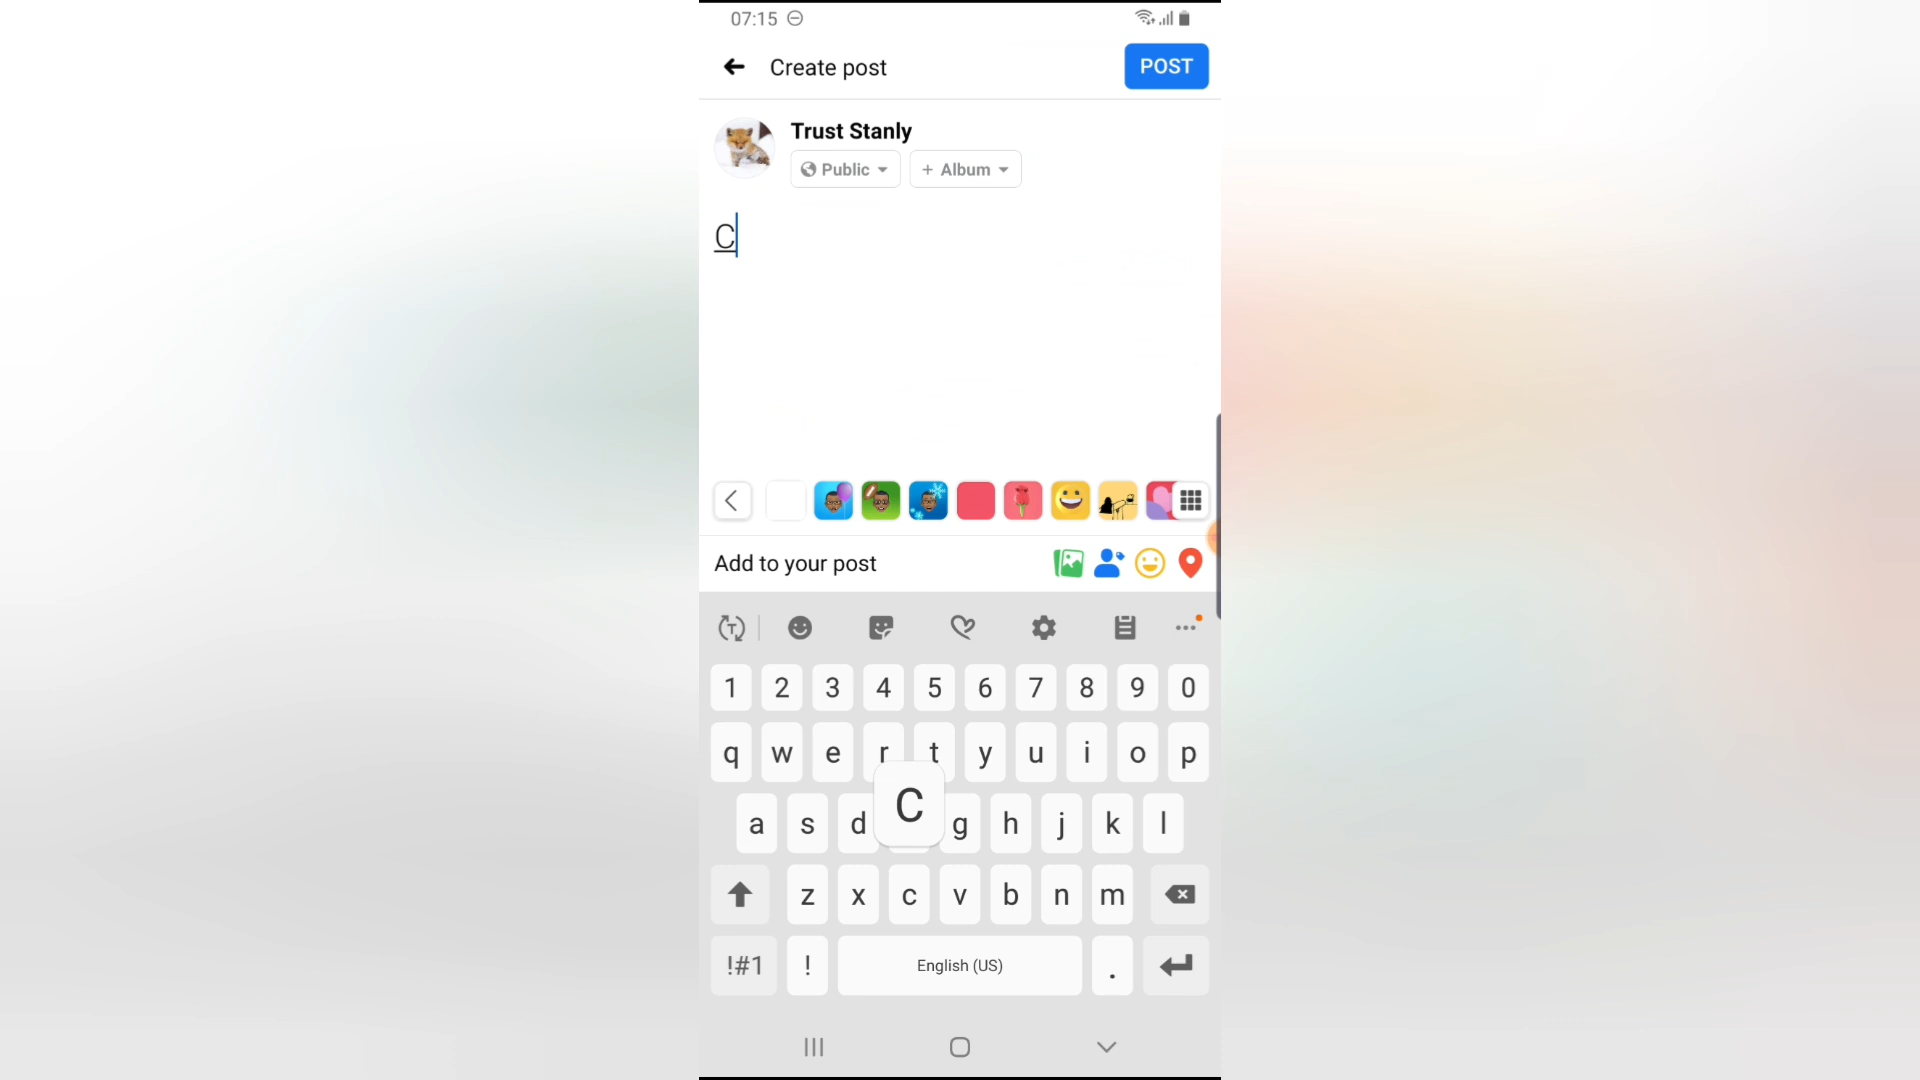 07:15
Create post
POST
Trust Stanly
Public
+ Album
C
Add to your post
1 2 3 4 5 6 7 8 9 0
q w e r t y u i o p
a s d C g h j k l
z x c v b n m
!#1 ! English (US) .